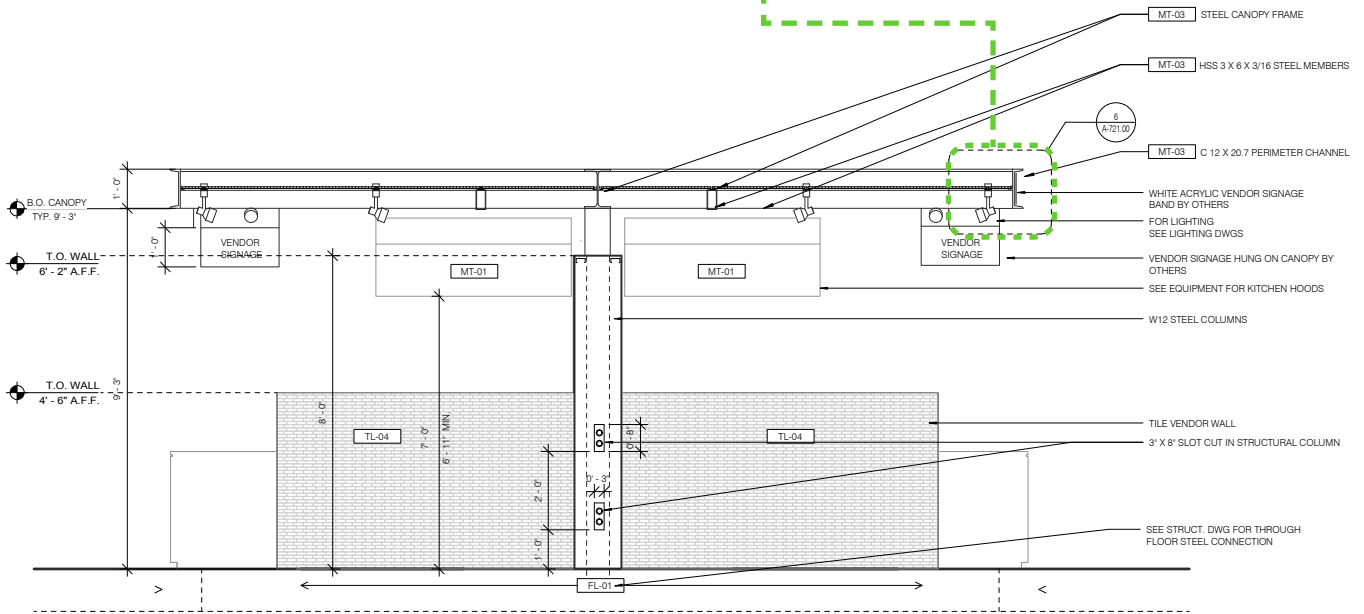 MT-03 STEEL CANOPY FRAME
MT-03 HSS 3 X 6 X 3/16 STEEL MEMBERS
6
A-721.00
MT-03 C 12 X 20.7 PERIMETER CHANNEL
1' - 0"
B.O. CANOPY
TYP. 9' - 3"
WHITE ACRYLIC VENDOR SIGNAGE
BAND BY OTHERS
FOR LIGHTING
SEE LIGHTING DWGS
1' - 0"
VENDOR
SIGNAGE
VENDOR
SIGNAGE
T.O. WALL
6' - 2" A.F.F.
VENDOR SIGNAGE HUNG ON CANOPY BY
OTHERS
MT-01
MT-01
SEE EQUIPMENT FOR KITCHEN HOODS
W12 STEEL COLUMNS
T.O. WALL
4' - 6" A.F.F.
9' - 3"
8' - 0"
7' - 0"
6' - 11" MIN.
TL-04
TL-04
0' - 8"
TILE VENDOR WALL
3" X 8" SLOT CUT IN STRUCTURAL COLUMN
0' - 3"
2' - 0"
1' - 0"
SEE STRUCT. DWG FOR THROUGH
FLOOR STEEL CONNECTION
FL-01